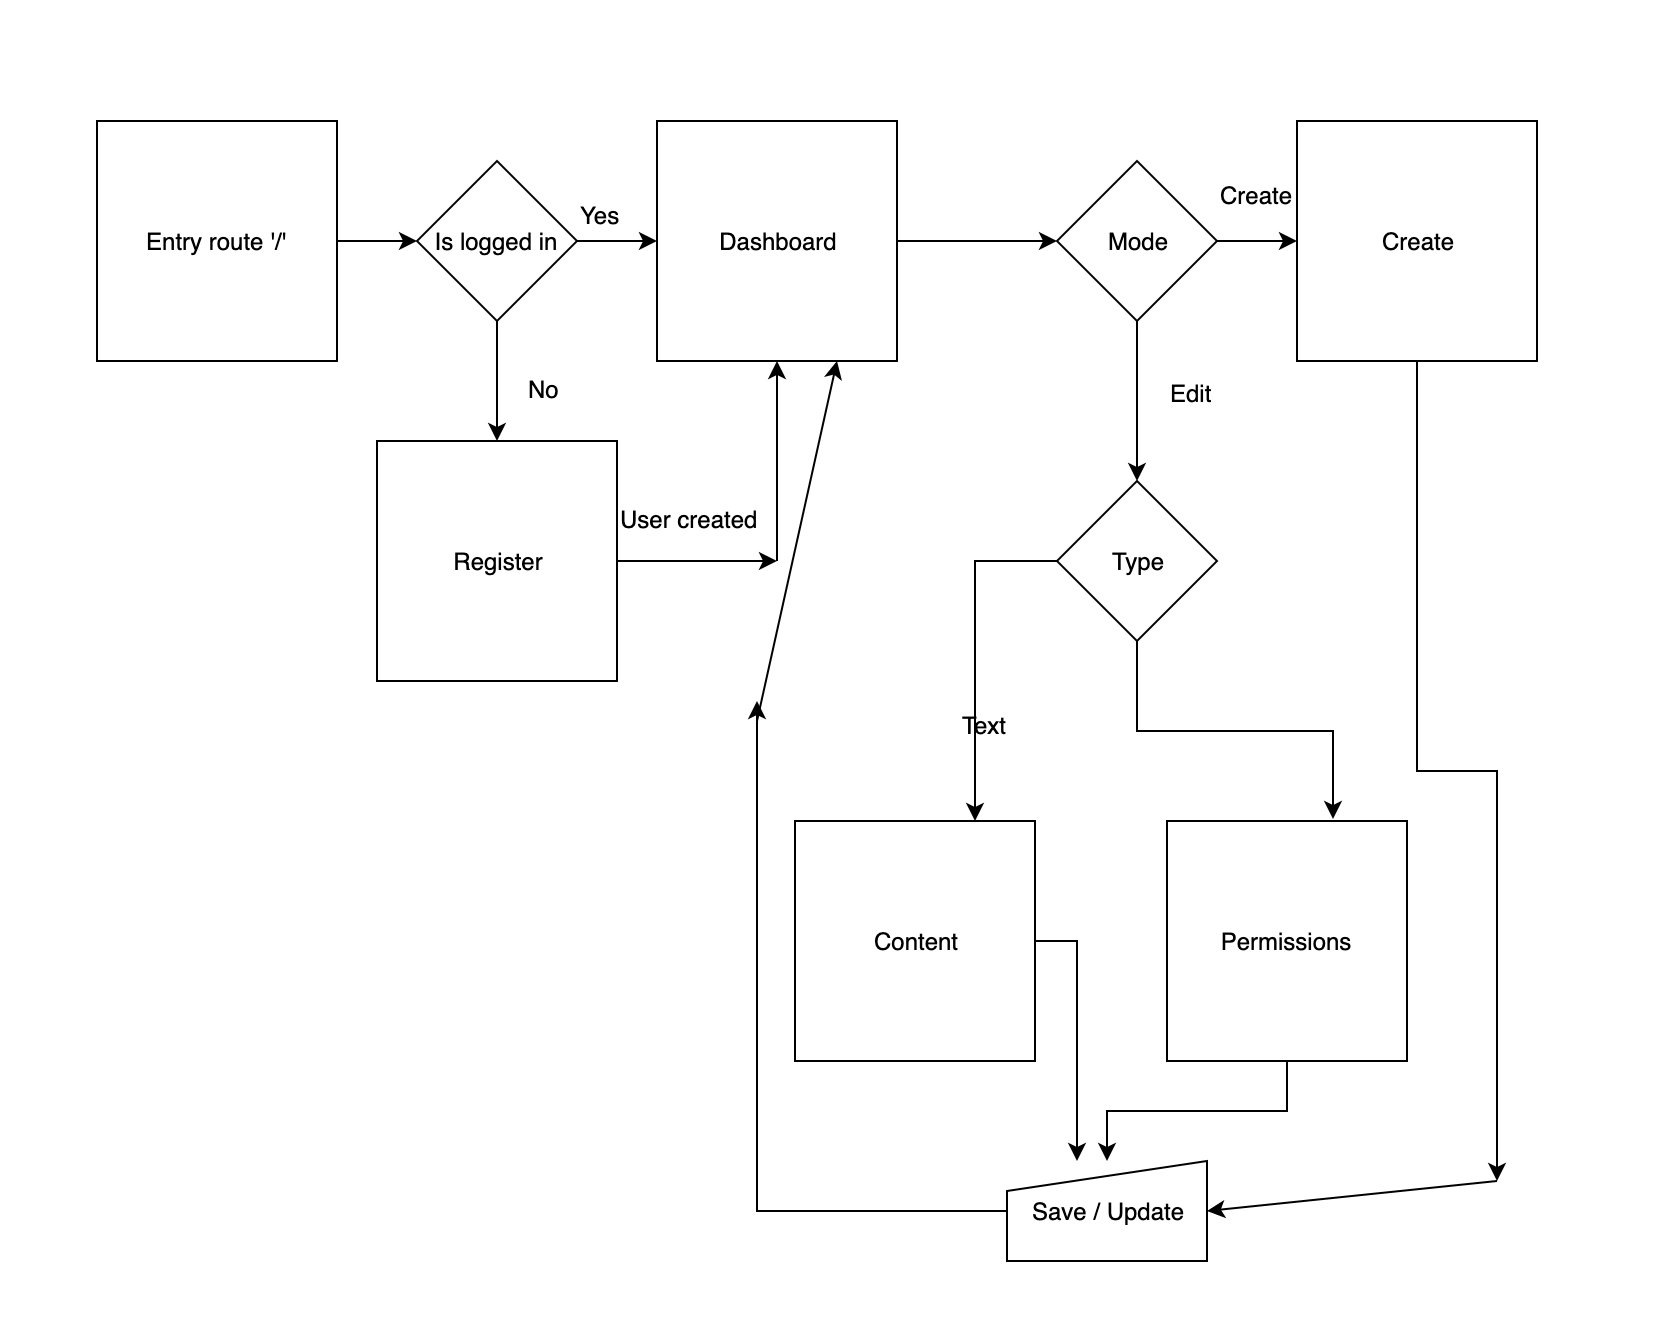 Entry route '/'
Is logged in
Yes
Dashboard
Mode
Create
Create
No
Edit
User created
Register
Type
Text
Content
Permissions
Save / Update